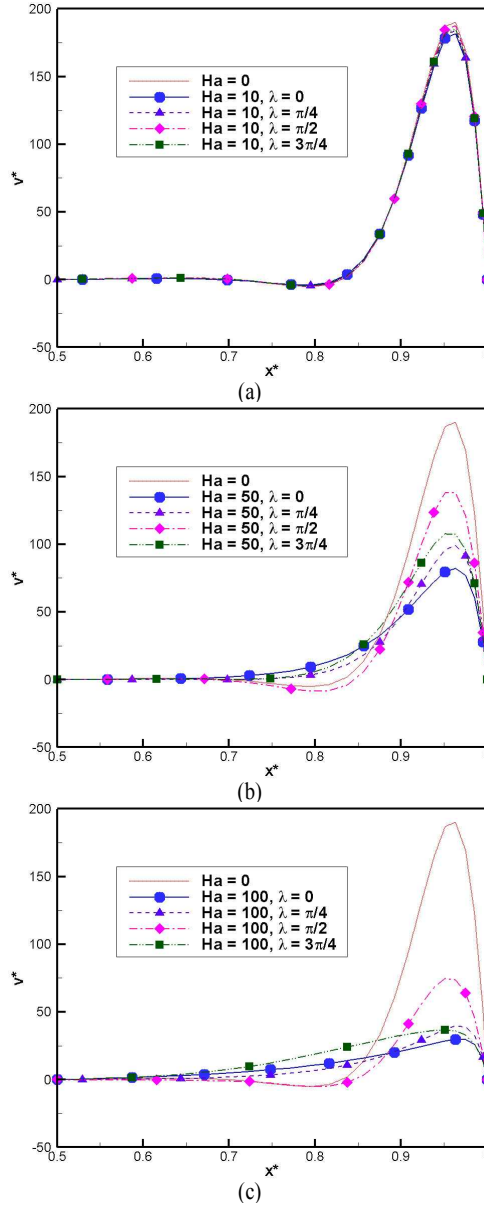 200
150
100
50
0
-50
v*
Ha = 0
Ha = 10, λ = 0
Ha = 10, λ = π/4
Ha = 10, λ = π/2
Ha = 10, λ = 3π/4
0.5 0.6 0.7 0.8 0.9
x*
(a)
200
150
100
50
0
-50
v*
Ha = 0
Ha = 50, λ = 0
Ha = 50, λ = π/4
Ha = 50, λ = π/2
Ha = 50, λ = 3π/4
0.5 0.6 0.7 0.8 0.9
x*
(b)
200
150
100
50
0
-50
v*
Ha = 0
Ha = 100, λ = 0
Ha = 100, λ = π/4
Ha = 100, λ = π/2
Ha = 100, λ = 3π/4
0.5 0.6 0.7 0.8 0.9
x*
(c)